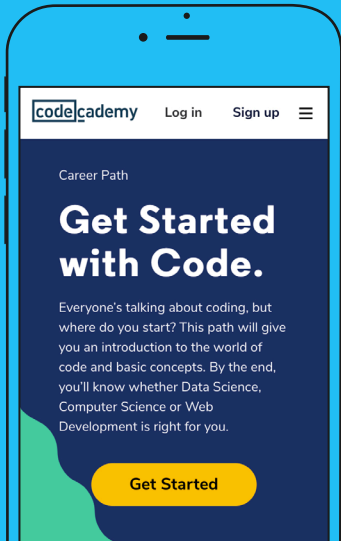 codecademy Log in Sign up
Career Path
Get Started
with Code.
Everyone’s talking about coding, but
where do you start? This path will give
you an introduction to the world of
code and basic concepts. By the end,
you’ll know whether Data Science,
Computer Science or Web
Development is right for you.
Get Started